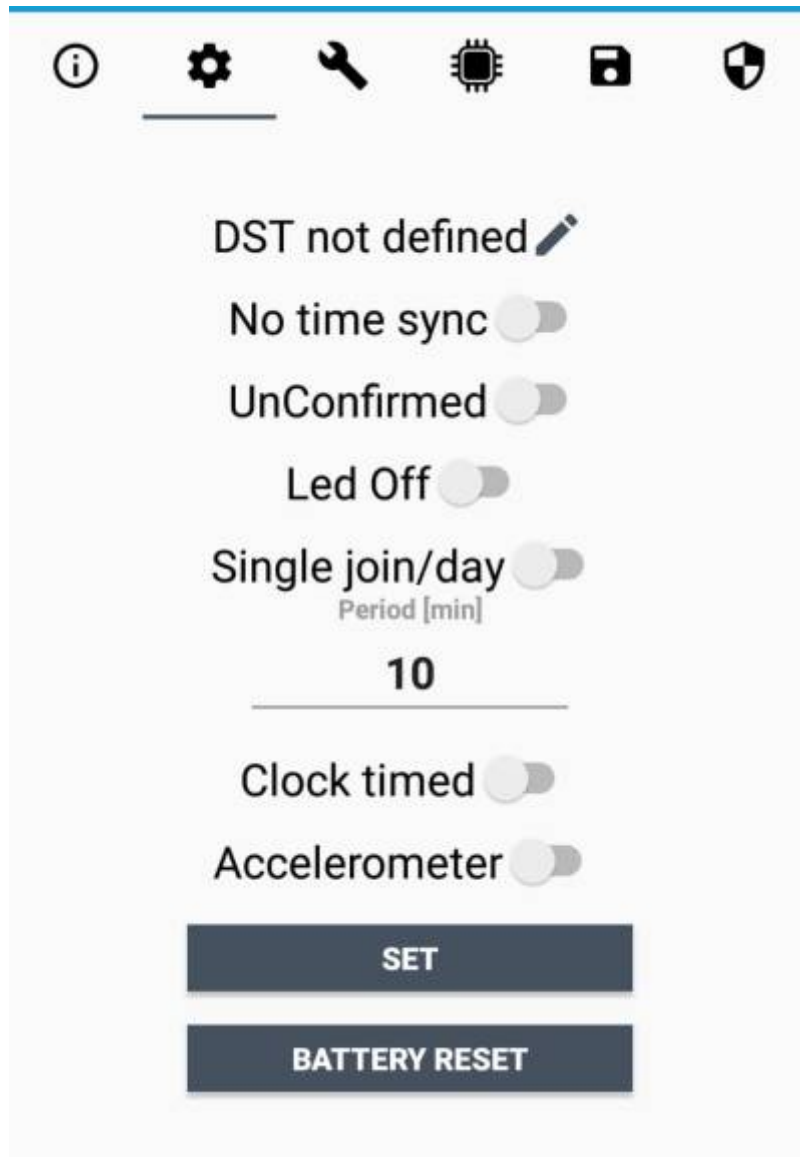 DST not defined
No time sync
UnConfirmed
Led Off
Single join/day
Period [min]
10
Clock timed
Accelerometer
SET
BATTERY RESET